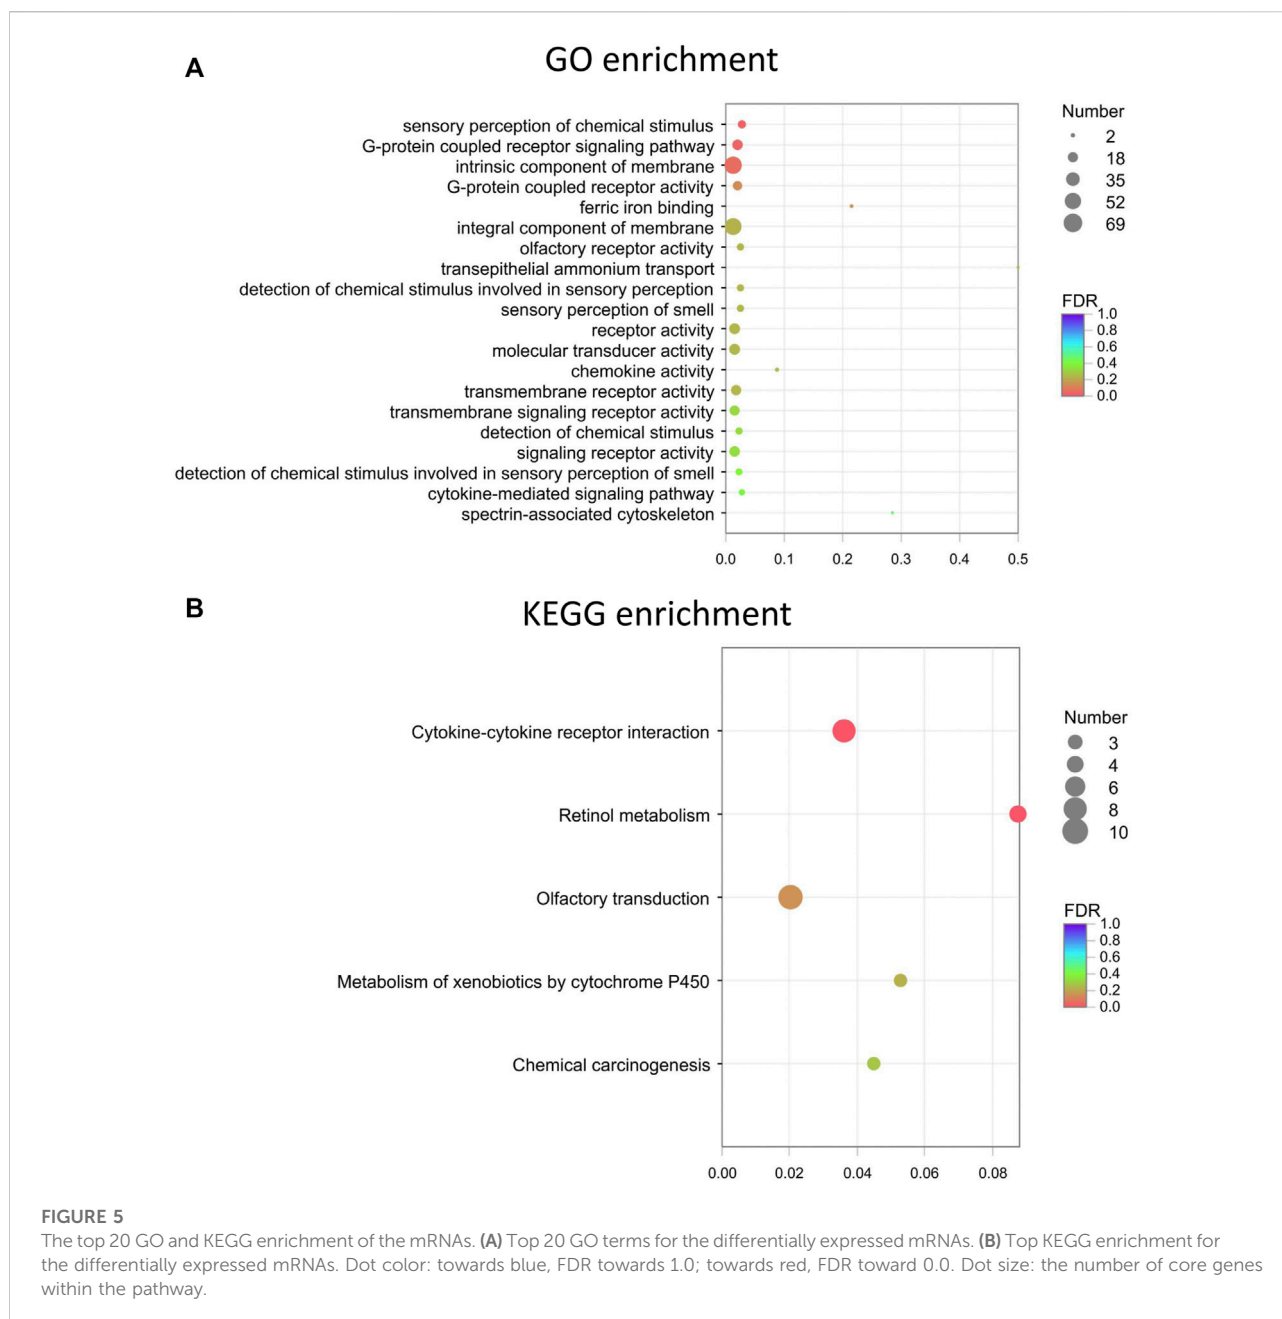 A
GO enrichment
sensory perception of chemical stimulus
G-protein coupled receptor signaling pathway
intrinsic component of membrane
G-protein coupled receptor activity
ferric iron binding
integral component of membrane
olfactory receptor activity
transepithelial ammonium transport
detection of chemical stimulus involved in sensory perception
sensory perception of smell
receptor activity
molecular transducer activity
chemokine activity
transmembrane receptor activity
transmembrane signaling receptor activity
detection of chemical stimulus
signaling receptor activity
detection of chemical stimulus involved in sensory perception of smell
cytokine-mediated signaling pathway
spectrin-associated cytoskeleton
0.0 0.1 0.2 0.3 0.4 0.5
Number
2
18
35
52
69
FDR
1.0
0.8
0.6
0.4
0.2
0.0
B
KEGG enrichment
Cytokine-cytokine receptor interaction
Retinol metabolism
Olfactory transduction
Metabolism of xenobiotics by cytochrome P450
Chemical carcinogenesis
0.00 0.02 0.04 0.06 0.08
Number
3
4
6
8
10
FDR
1.0
0.8
0.6
0.4
0.2
0.0
FIGURE 5
The top 20 GO and KEGG enrichment of the mRNAs. (A) Top 20 GO terms for the differentially expressed mRNAs. (B) Top KEGG enrichment for
the differentially expressed mRNAs. Dot color: towards blue, FDR towards 1.0; towards red, FDR toward 0.0. Dot size: the number of core genes
within the pathway.